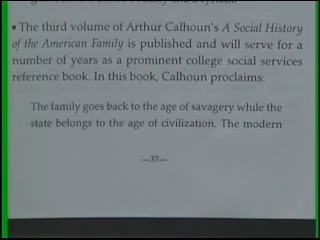 ▪ The third volume of Arthur Calhoun's A Social History
of the American Family is published and will serve for a
number of years as a prominent college social services
reference book. In this book, Calhoun proclaims:
The family goes back to the age of savagery while the
state belongs to the age of civilization. The modern
—37—